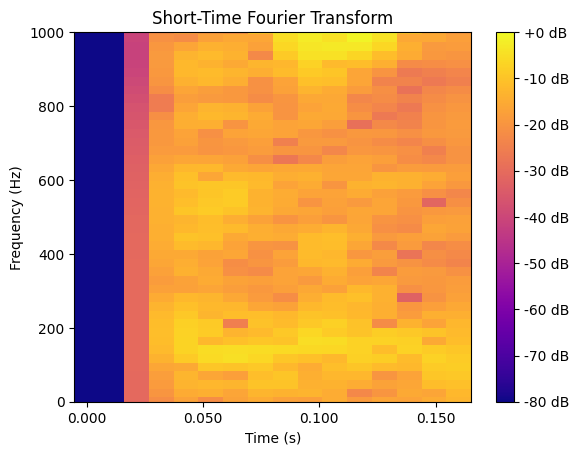 Short-Time Fourier Transform
1000
800
600
400
200
0
Frequency (Hz)
0.000
0.050
0.100
0.150
Time (s)
+0 dB
-10 dB
-20 dB
-30 dB
-40 dB
-50 dB
-60 dB
-70 dB
-80 dB